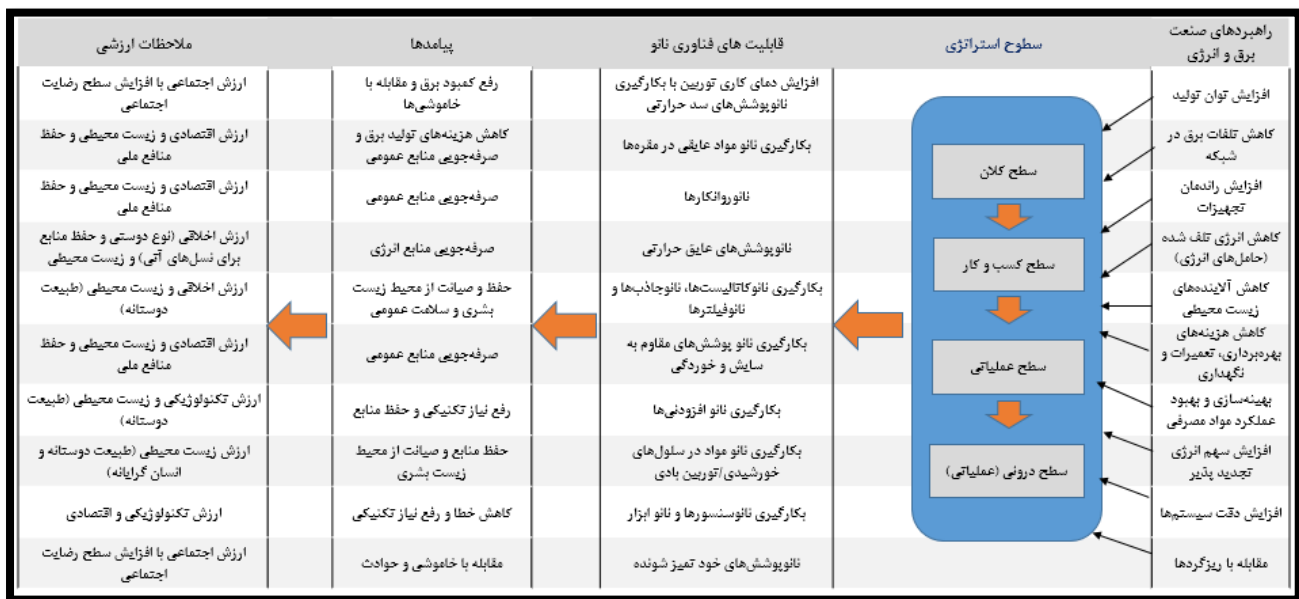 راهبردهای صنعت
برق و انرژی
سطوح استراتژی
قابلیت های فناوری نانو
پیامدها
ملاحظات ارزشی
افزایش توان تولید
افزایش دمای کاری توربین با بکارگیری
نانوپوشش‌های سد حرارتی
رفع کمبود برق و مقابله با
خاموشی‌ها
ارزش اجتماعی با افزایش سطح رضایت
اجتماعی
کاهش تلفات برق در
شبکه
بکارگیری نانو مواد عایقی در مقره‌ها
کاهش هزینه‌های تولید برق و
صرفه‌جویی منابع عمومی
ارزش اقتصادی و زیست محیطی و حفظ
منافع ملی
افزایش راندمان
تجهیزات
نانوروانکارها
صرفه‌جویی منابع عمومی
ارزش اقتصادی و زیست محیطی و حفظ
منافع ملی
کاهش انرژی تلف شده
(حامل‌های انرژی)
نانوپوشش‌های عایق حرارتی
صرفه‌جویی منابع انرژی
ارزش اخلاقی (نوع دوستی و حفظ منابع
برای نسل‌های آتی) و زیست محیطی
کاهش آلاینده‌های
زیست محیطی
بکارگیری نانوکاتالیست‌ها، نانوجاذب‌ها و
نانوفیلترها
حفظ و صیانت از محیط زیست
بشری و سلامت عمومی
ارزش اخلاقی و زیست محیطی (طبیعت
دوستانه)
کاهش هزینه‌های
بهره‌برداری، تعمیرات و
نگهداری
بکارگیری نانو پوشش‌های مقاوم به
سایش و خوردگی
صرفه‌جویی منابع عمومی
ارزش اقتصادی و زیست محیطی و حفظ
منافع ملی
بهینه‌سازی و بهبود
عملکرد مواد مصرفی
بکارگیری نانو افزودنی‌ها
رفع نیاز تکنیکی و حفظ منابع
ارزش تکنولوژیکی و زیست محیطی (طبیعت
دوستانه)
افزایش سهم انرژی
تجدید پذیر
بکارگیری نانو مواد در سلول‌های
خورشیدی/توربین بادی
حفظ منابع و صیانت از محیط
زیست بشری
ارزش زیست محیطی (طبیعت دوستانه و
انسان گرایانه)
افزایش دقت سیستم‌ها
بکارگیری نانوسنسورها و نانو ابزار
کاهش خطا و رفع نیاز تکنیکی
ارزش تکنولوژیکی و اقتصادی
مقابله با ریزگردها
نانوپوشش‌های خود تمیز شونده
مقابله با خاموشی و حوادث
ارزش اجتماعی با افزایش سطح رضایت
اجتماعی
سطح کلان
سطح کسب و کار
سطح عملیاتی
سطح درونی (عملیاتی)